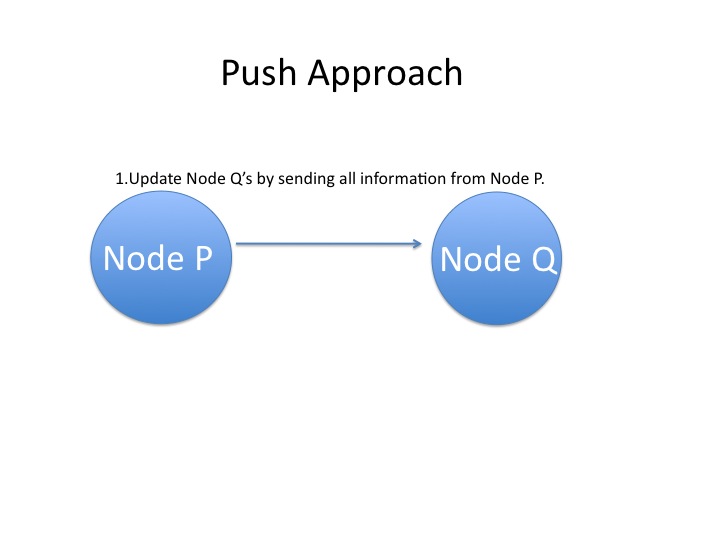 Push Approach
1.Update Node Q’s by sending all information from Node P.
Node P
Node Q